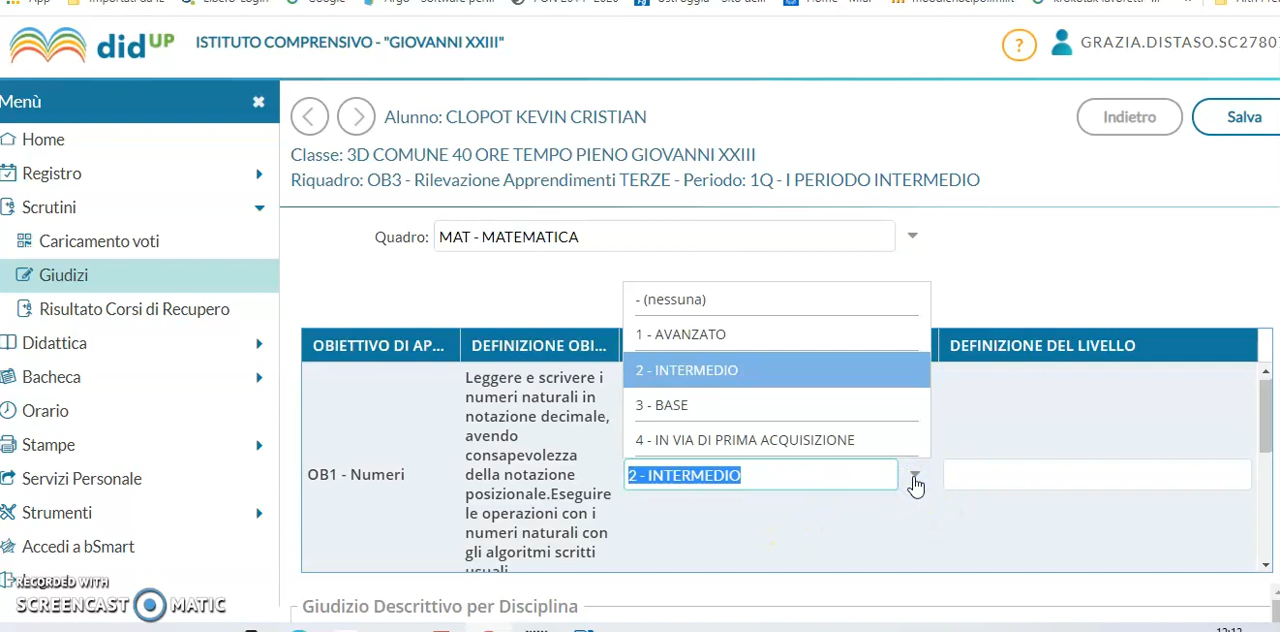 App
didUP
ISTITUTO COMPRENSIVO - "GIOVANNI XXIII"
?
GRAZIA.DISTASO.SC2780
Menù
Home
Registro
Scrutini
Caricamento voti
Giudizi
Risultato Corsi di Recupero
Didattica
Bacheca
Orario
Stampe
Servizi Personale
Strumenti
Accedi a bSmart
RECORDED WITH
SCREENCAST MATIC
Alunno: CLOPOT KEVIN CRISTIAN
Indietro
Salva
Classe: 3D COMUNE 40 ORE TEMPO PIENO GIOVANNI XXIII
Riquadro: OB3 - Rilevazione Apprendimenti TERZE - Periodo: 1Q - I PERIODO INTERMEDIO
Quadro: MAT - MATEMATICA
- (nessuna)
1 - AVANZATO
2 - INTERMEDIO
3 - BASE
4 - IN VIA DI PRIMA ACQUISIZIONE
OBIETTIVO DI AP...
DEFINIZIONE OBI...
DEFINIZIONE DEL LIVELLO
OB1 - Numeri
Leggere e scrivere i
numeri naturali in
notazione decimale,
avendo
consapevolezza
della notazione
posizionale.Eseguire
le operazioni con i
numeri naturali con
gli algoritmi scritti
usuali.
2 - INTERMEDIO
Giudizio Descrittivo per Disciplina
12:12